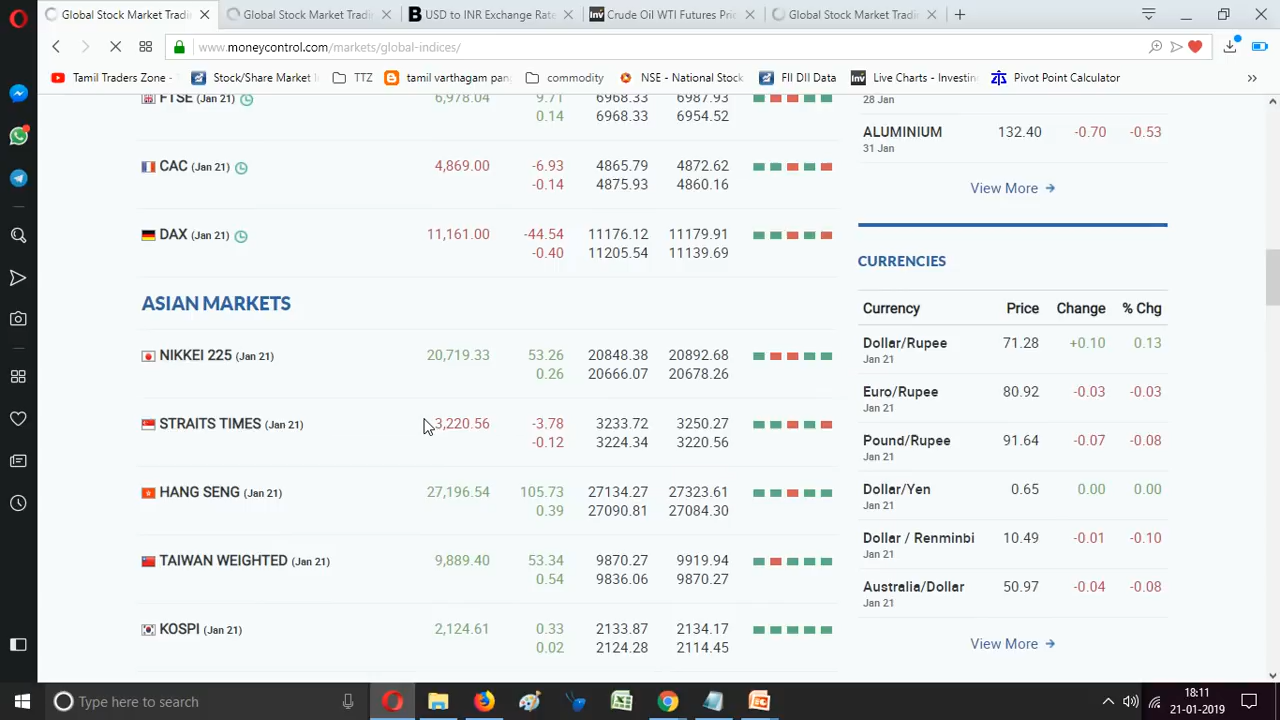 Global Stock Market Tradi
Global Stock Market Tradin
USD to INR Exchange Rate
Crude Oil WTI Futures Pric
Global Stock Market Tradin
www.moneycontrol.com/markets/global-indices/
Tamil Traders Zone -
Stock/Share Market
TTZ
tamil varthagam pan
commodity
NSE - National Stock
FII DII Data
Live Charts - Investin
Pivot Point Calculator
FTSE (Jan 21) 6,978.04 9.71 6968.33 6987.93
0.14 6968.33 6954.52
CAC (Jan 21) 4,869.00 -6.93 4865.79 4872.62
-0.14 4875.93 4860.16
DAX (Jan 21) 11,161.00 -44.54 11176.12 11179.91
-0.40 11205.54 11139.69
ASIAN MARKETS
NIKKEI 225 (Jan 21) 20,719.33 53.26 20848.38 20892.68
0.26 20666.07 20678.26
STRAITS TIMES (Jan 21) 3,220.56 -3.78 3233.72 3250.27
-0.12 3224.34 3220.56
HANG SENG (Jan 21) 27,196.54 105.73 27134.27 27323.61
0.39 27090.81 27084.30
TAIWAN WEIGHTED (Jan 21) 9,889.40 53.34 9870.27 9919.94
0.54 9836.06 9870.27
KOSPI (Jan 21) 2,124.61 0.33 2133.87 2134.17
0.02 2124.28 2114.45
28 Jan
ALUMINIUM 132.40 -0.70 -0.53
31 Jan
View More
CURRENCIES
Currency Price Change % Chg
Dollar/Rupee 71.28 +0.10 0.13
Jan 21
Euro/Rupee 80.92 -0.03 -0.03
Jan 21
Pound/Rupee 91.64 -0.07 -0.08
Jan 21
Dollar/Yen 0.65 0.00 0.00
Jan 21
Dollar / Renminbi 10.49 -0.01 -0.10
Jan 21
Australia/Dollar 50.97 -0.04 -0.08
Jan 21
View More
Type here to search
18:11
21-01-2019